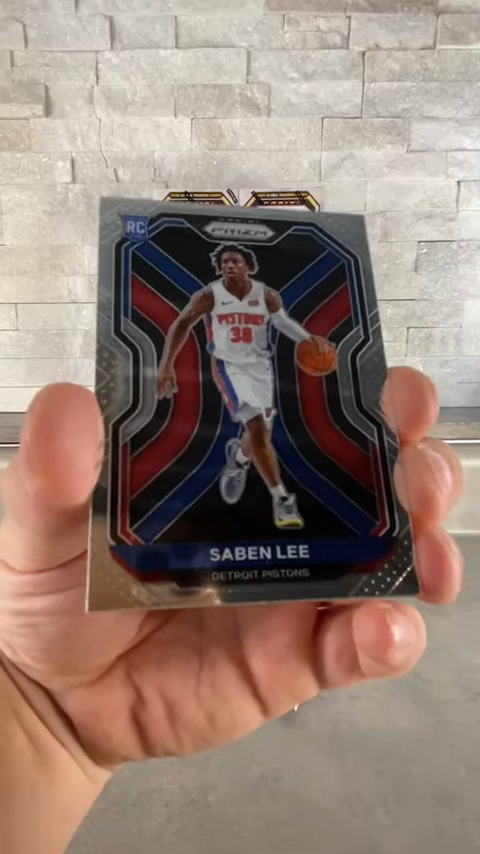 RC
PANINI
PRIZM
PISTONS
38
SABEN LEE
DETROIT PISTONS